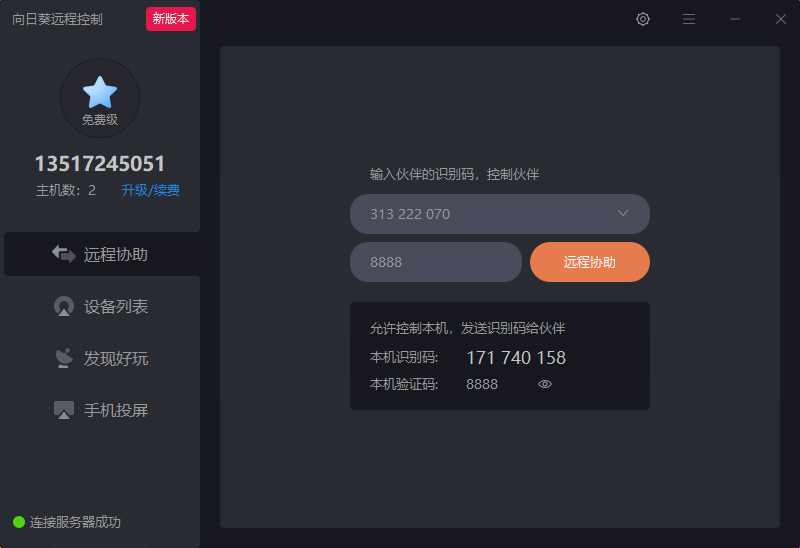 向日葵远程控制
新版本
免费级
13517245051
主机数：2 升级/续费
远程协助
设备列表
发现好玩
手机投屏
连接服务器成功
输入伙伴的识别码，控制伙伴
313 222 070
8888
远程协助
允许控制本机，发送识别码给伙伴
本机识别码: 171 740 158
本机验证码: 8888